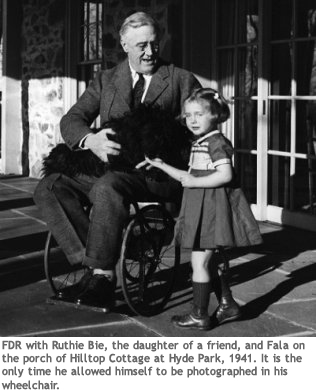 FDR with Ruthie Bie, the daughter of a friend, and Fala on
the porch of Hilltop Cottage at Hyde Park, 1941. It is the
only time he allowed himself to be photographed in his
wheelchair.